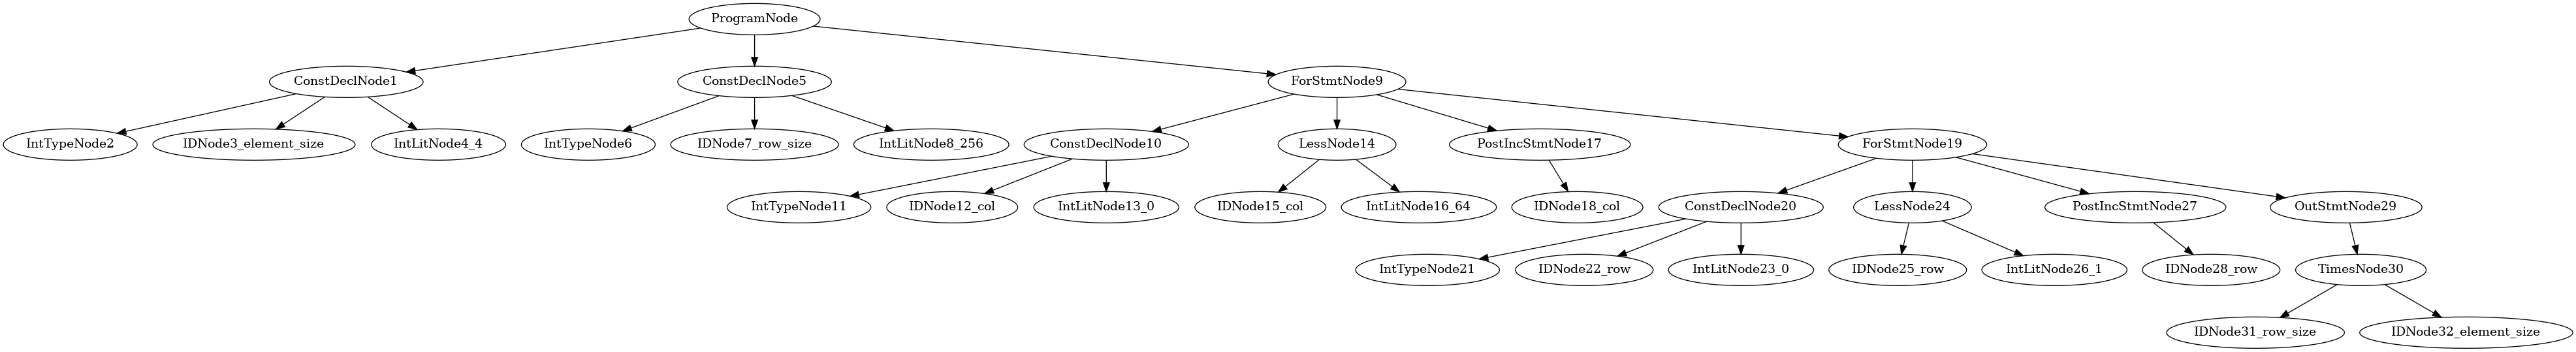 ProgramNode
ConstDeclNode1
ConstDeclNode5
ForStmtNode9
IntTypeNode2
IDNode3_element_size
IntLitNode4_4
IntTypeNode6
IDNode7_row_size
IntLitNode8_256
ConstDeclNode10
LessNode14
PostIncStmtNode17
ForStmtNode19
IntTypeNode11
IDNode12_col
IntLitNode13_0
IDNode15_col
IntLitNode16_64
IDNode18_col
ConstDeclNode20
LessNode24
PostIncStmtNode27
OutStmtNode29
IntTypeNode21
IDNode22_row
IntLitNode23_0
IDNode25_row
IntLitNode26_1
IDNode28_row
TimesNode30
IDNode31_row_size
IDNode32_element_size